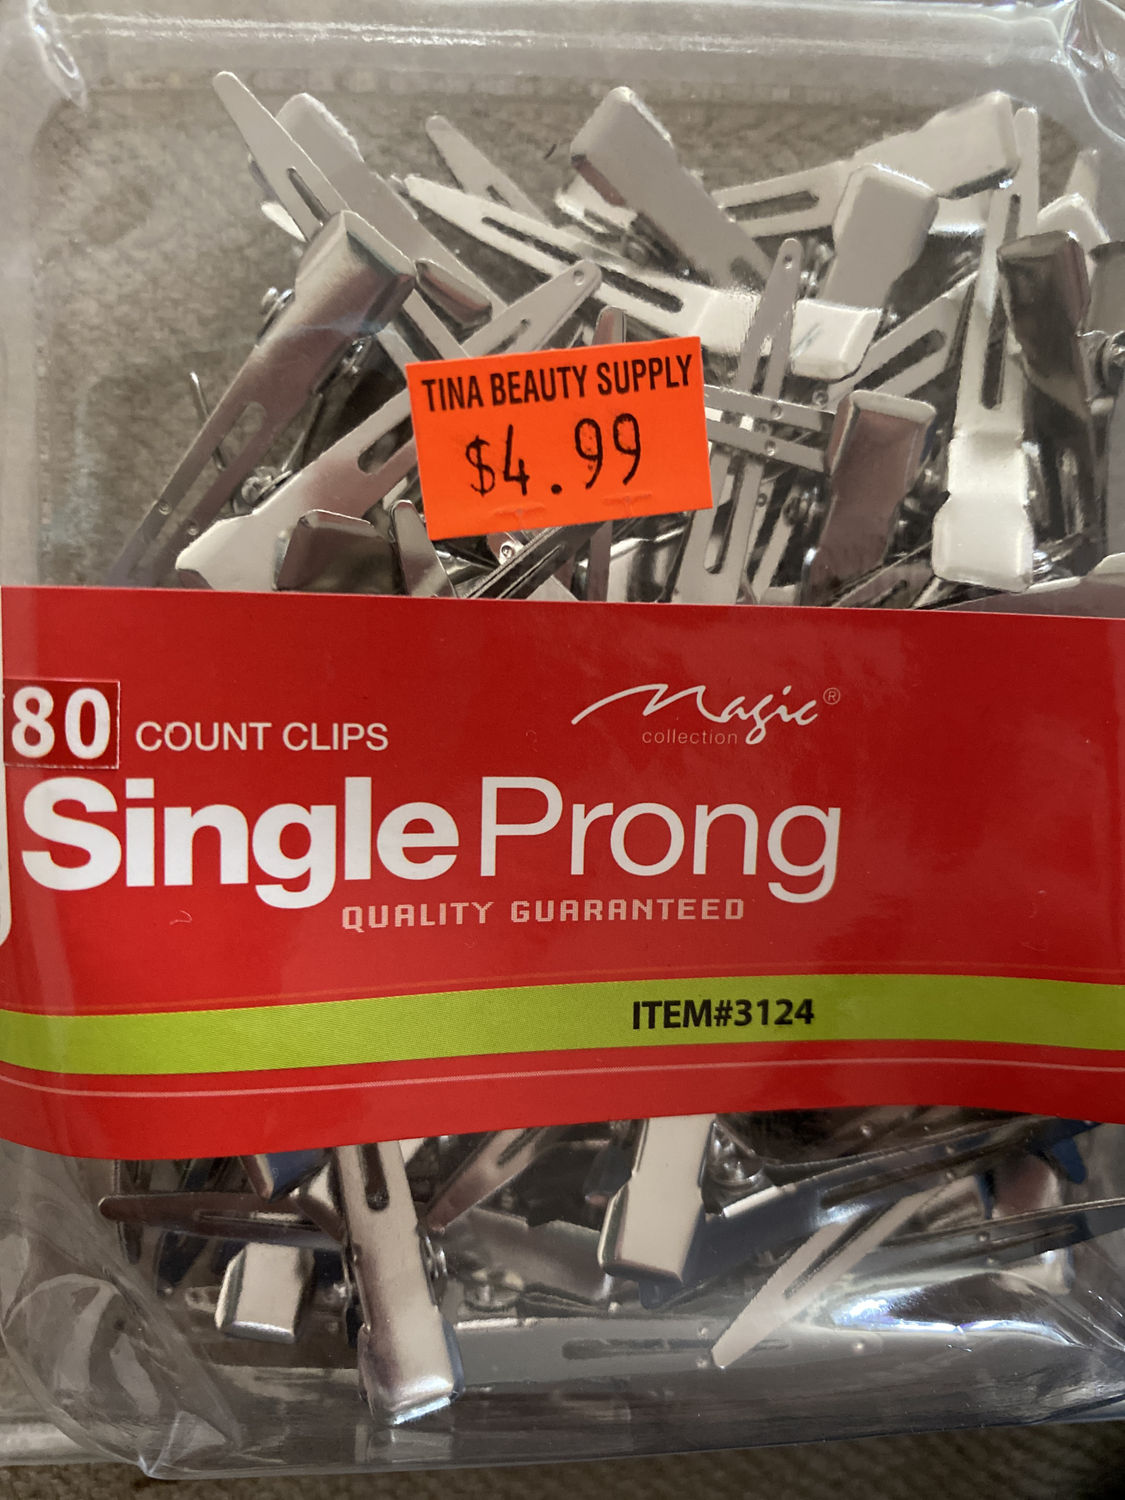 TINA BEAUTY SUPPLY
$4.99
80 COUNT CLIPS
Magic®
collection
Single Prong
QUALITY GUARANTEED
ITEM#3124